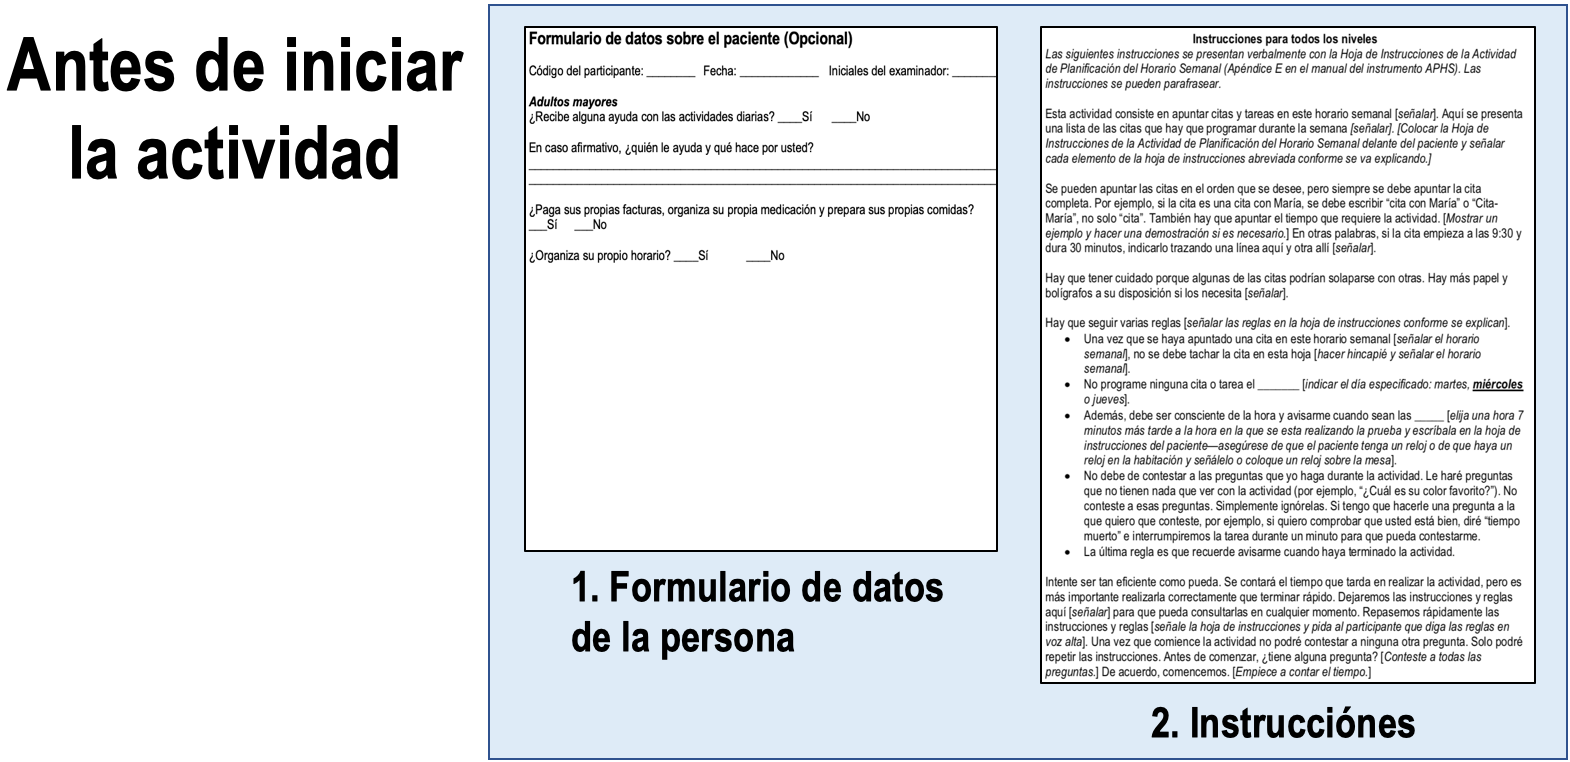 Antes de iniciar
la actividad
Formulario de datos sobre el paciente (Opcional)
Código del participante: ________ Fecha: _____________ Iniciales del examinador: _______
Adultos mayores
¿Recibe alguna ayuda con las actividades diarias? ____Sí ____No
En caso afirmativo, ¿quién le ayuda y qué hace por usted?
¿Paga sus propias facturas, organiza su propia medicación y prepara sus propias comidas?
___Sí ___No
¿Organiza su propio horario? ____Sí ____No
1. Formulario de datos
de la persona
Instrucciones para todos los niveles
Las siguientes instrucciones se presentan verbalmente con la Hoja de Instrucciones de la Actividad
de Planificación del Horario Semanal (Apéndice E en el manual del instrumento APHS). Las
instrucciones se pueden parafrasear.
Esta actividad consiste en apuntar citas y tareas en este horario semanal [señalar]. Aquí se presenta
una lista de las citas que hay que programar durante la semana [señalar]. [Colocar la Hoja de
Instrucciones de la Actividad de Planificación del Horario Semanal delante del paciente y señalar
cada elemento de la hoja de instrucciones abreviada conforme se va explicando.]
Se pueden apuntar las citas en el orden que se desee, pero siempre se debe apuntar la cita
completa. Por ejemplo, si la cita es una cita con María, se debe escribir “cita con María” o “Cita-
María”, no solo “cita”. También hay que apuntar el tiempo que requiere la actividad. [Mostrar un
ejemplo y hacer una demostración si es necesario.] En otras palabras, si la cita empieza a las 9:30 y
dura 30 minutos, indicarlo trazando una línea aquí y otra allí [señalar].
Hay que tener cuidado porque algunas de las citas podrían solaparse con otras. Hay más papel y
bolígrafos a su disposición si los necesita [señalar].
Hay que seguir varias reglas [señalar las reglas en la hoja de instrucciones conforme se explican].
• Una vez que se haya apuntado una cita en este horario semanal [señalar el horario
semanal], no se debe tachar la cita en esta hoja [hacer hincapié y señalar el horario
semanal].
• No programe ninguna cita o tarea el _______ [indicar el día especificado: martes, miércoles
o jueves].
• Además, debe ser consciente de la hora y avisarme cuando sean las _____ [elija una hora 7
minutos más tarde a la hora en la que se esta realizando la prueba y escríbala en la hoja de
instrucciones del paciente—asegúrese de que el paciente tenga un reloj o de que haya un
reloj en la habitación y señálelo o coloque un reloj sobre la mesa].
• No debe de contestar a las preguntas que yo haga durante la actividad. Le haré preguntas
que no tienen nada que ver con la actividad (por ejemplo, “¿Cuál es su color favorito?”). No
conteste a esas preguntas. Simplemente ignórelas. Si tengo que hacerle una pregunta a la
que quiero que conteste, por ejemplo, si quiero comprobar que usted está bien, diré “tiempo
muerto” e interrumpiremos la tarea durante un minuto para que pueda contestarme.
• La última regla es que recuerde avisarme cuando haya terminado la actividad.
Intente ser tan eficiente como pueda. Se contará el tiempo que tarda en realizar la actividad, pero es
más importante realizarla correctamente que terminar rápido. Dejaremos las instrucciones y reglas
aquí [señalar] para que pueda consultarlas en cualquier momento. Repasemos rápidamente las
instrucciones y reglas [señale la hoja de instrucciones y pida al participante que diga las reglas en
voz alta]. Una vez que comience la actividad no podré contestar a ninguna otra pregunta. Solo podré
repetir las instrucciones. Antes de comenzar, ¿tiene alguna pregunta? [Conteste a todas las
preguntas.] De acuerdo, comencemos. [Empiece a contar el tiempo.]
2. Instrucciónes